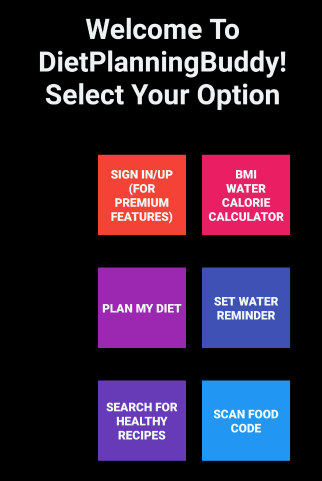 Welcome To
DietPlanningBuddy!
Select Your Option
SIGN IN/UP
(FOR
PREMIUM
FEATURES)
BMI
WATER
CALORIE
CALCULATOR
PLAN MY DIET
SET WATER
REMINDER
SEARCH FOR
HEALTHY
RECIPES
SCAN FOOD
CODE